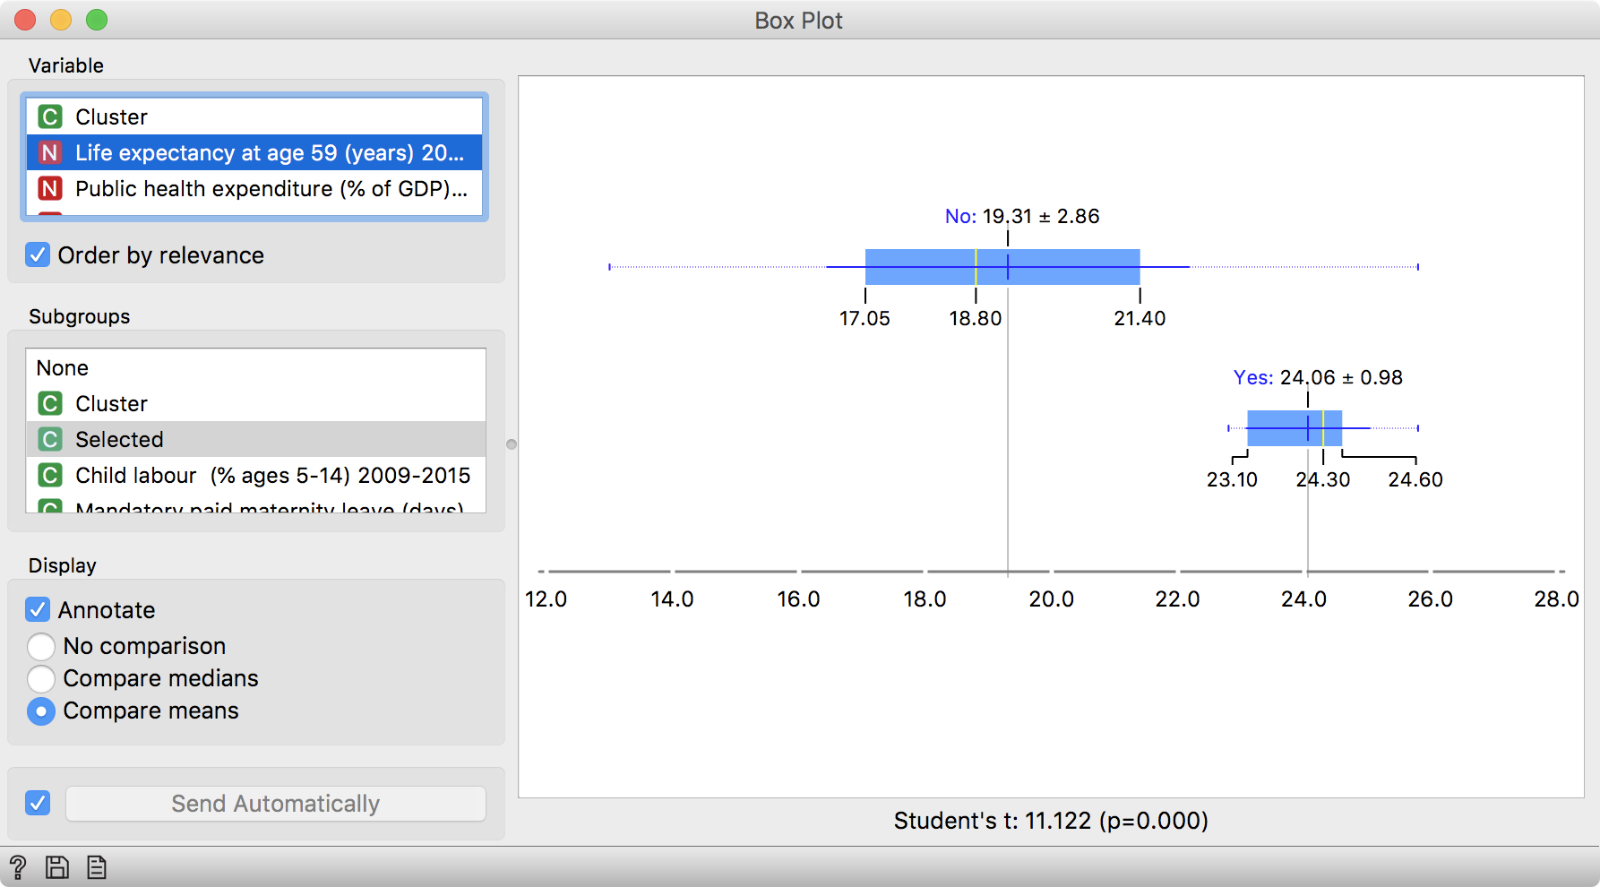 Box Plot
Variable
C Cluster
N Life expectancy at age 59 (years) 20...
N Public health expenditure (% of GDP)...
Order by relevance
Subgroups
None
C Cluster
C Selected
C Child labour (% ages 5-14) 2009-2015
C Mandatory paid maternity leave (days)
Display
Annotate
No comparison
Compare medians
Compare means
Send Automatically
No: 19.31 ± 2.86
17.05 18.80 21.40
Yes: 24.06 ± 0.98
23.10 24.30 24.60
12.0 14.0 16.0 18.0 20.0 22.0 24.0 26.0 28.0
Student's t: 11.122 (p=0.000)
?